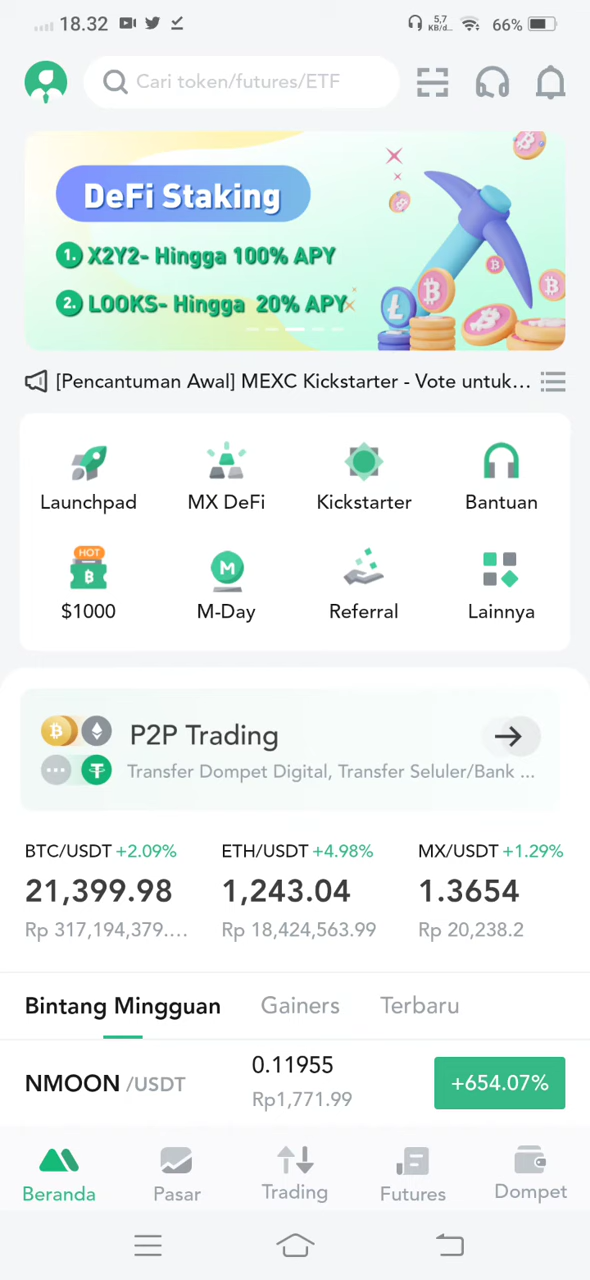 18.32
5,7
KB/d...
66%
Cari token/futures/ETF
DeFi Staking
1. X2Y2- Hingga 100% APY
2. LOOKS- Hingga 20% APY
[Pencantuman Awal] MEXC Kickstarter - Vote untuk...
Launchpad
MX DeFi
Kickstarter
Bantuan
HOT
$1000
M
M-Day
Referral
Lainnya
P2P Trading
Transfer Dompet Digital, Transfer Seluler/Bank ...
BTC/USDT +2.09%
ETH/USDT +4.98%
MX/USDT +1.29%
21,399.98
1,243.04
1.3654
Rp 317,194,379....
Rp 18,424,563.99
Rp 20,238.2
Bintang Mingguan
Gainers
Terbaru
NMOON /USDT
0.11955
Rp1,771.99
+654.07%
Beranda
Pasar
Trading
Futures
Dompet